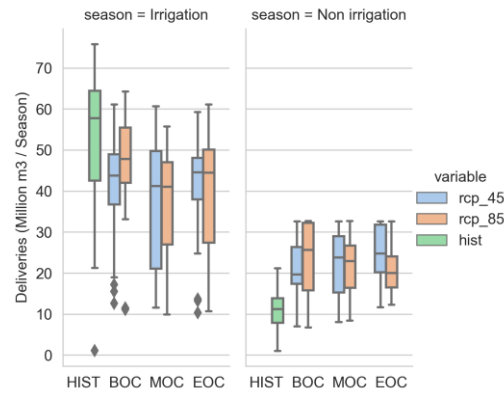 season = Irrigation
season = Non irrigation
Deliveries (Million m3 / Season)
70
60
50
40
30
20
10
0
HIST BOC MOC EOC
HIST BOC MOC EOC
variable
rcp_45
rcp_85
hist